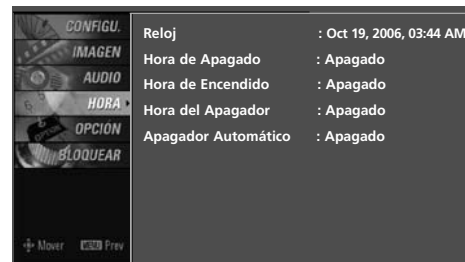 CONFIGU.
IMAGEN
AUDIO
HORA
OPCIÓN
BLOQUEAR
Mover MENU Prev
Reloj : Oct 19, 2006, 03:44 AM
Hora de Apagado : Apagado
Hora de Encendido : Apagado
Hora del Apagador : Apagado
Apagador Automático : Apagado